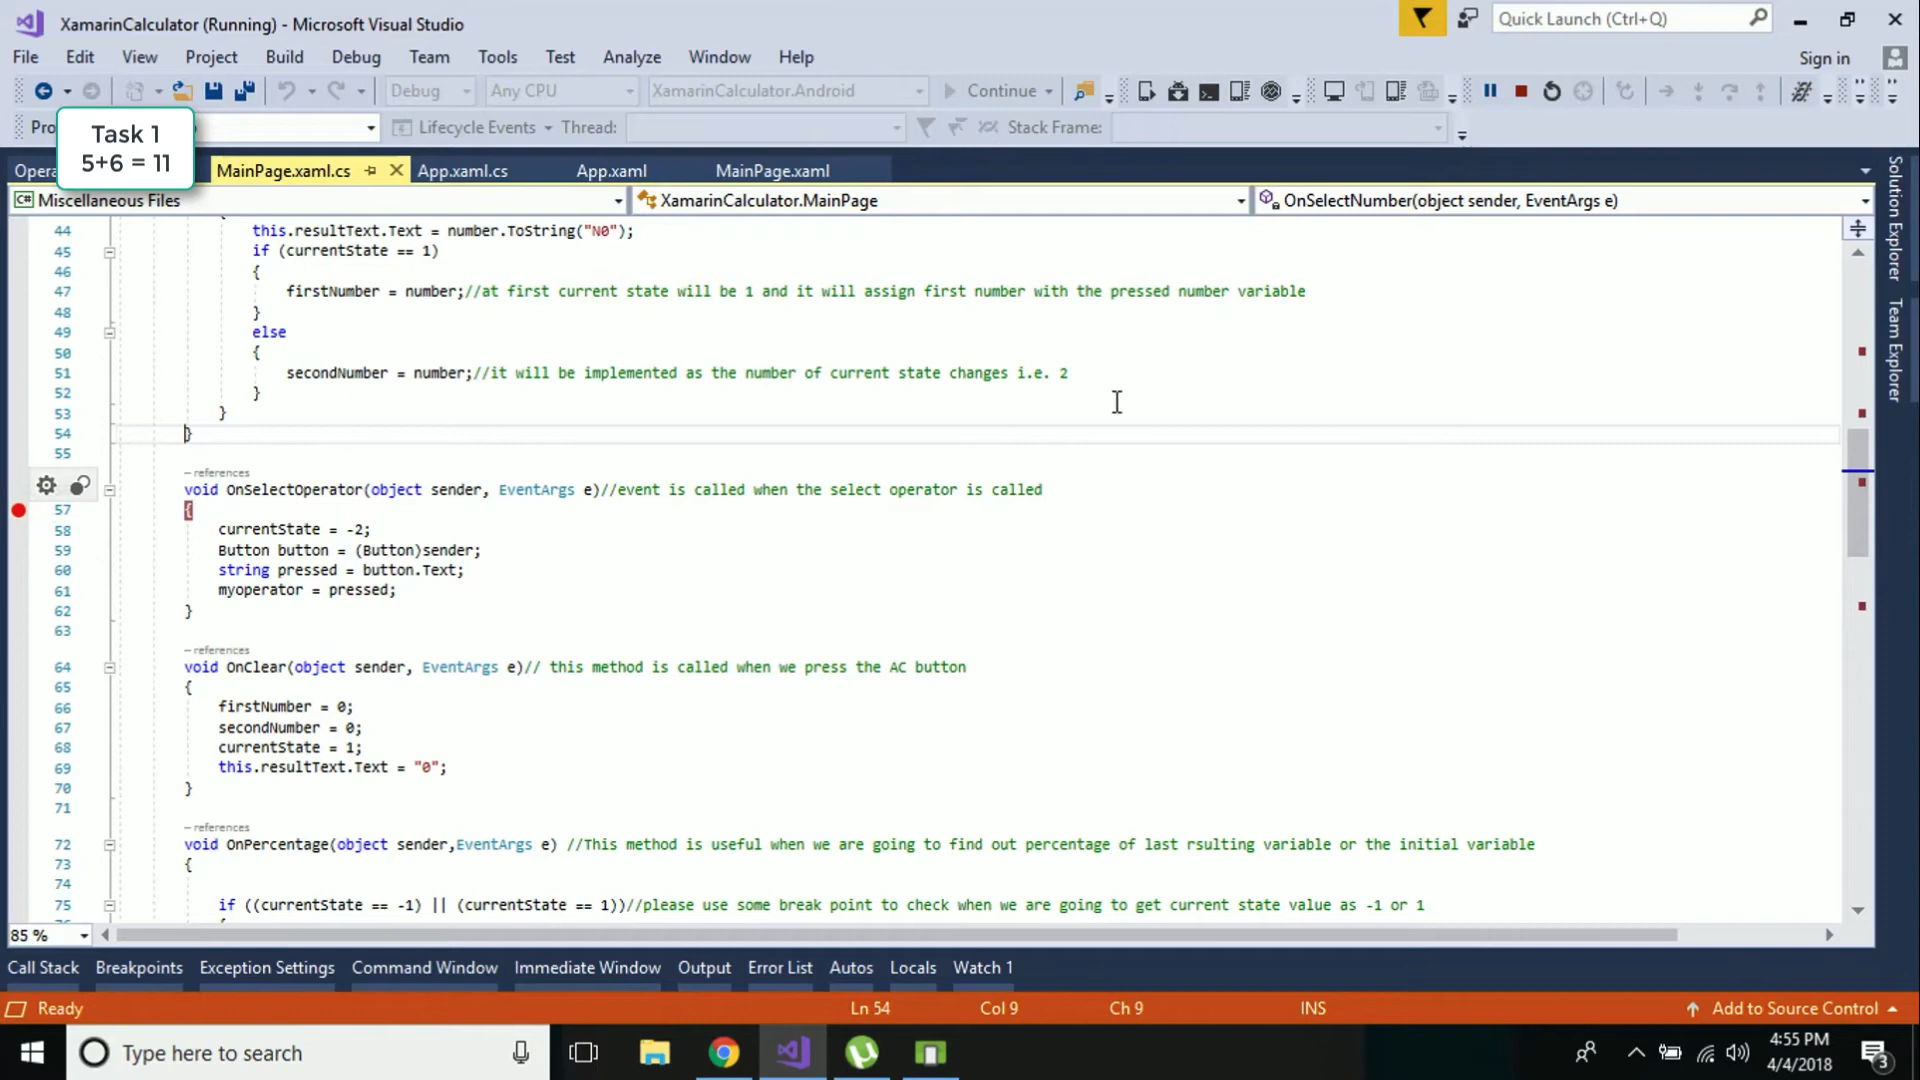 XamarinCalculator (Running) - Microsoft Visual Studio
Quick Launch (Ctrl+Q)
File Edit View Project Build Debug Team Tools Test Analyze Window Help
Sign in
Debug Any CPU XamarinCalculator.Android Continue
Lifecycle Events Thread: Stack Frame:
Task 1
5+6 = 11
MainPage.xaml.cs App.xaml.cs App.xaml MainPage.xaml
Miscellaneous Files XamarinCalculator.MainPage OnSelectNumber(object sender, EventArgs e)
44 this.resultText.Text = number.ToString("N0");
45 if (currentState == 1)
46 {
47 firstNumber = number;//at first current state will be 1 and it will assign first number with the pressed number variable
48 }
49 else
50 {
51 secondNumber = number;//it will be implemented as the number of current state changes i.e. 2
52 }
53 }
54 }
55
– references
void OnSelectOperator(object sender, EventArgs e)//event is called when the select operator is called
57 {
58 currentState = -2;
59 Button button = (Button)sender;
60 string pressed = button.Text;
61 myoperator = pressed;
62 }
63
– references
64 void OnClear(object sender, EventArgs e)// this method is called when we press the AC button
65 {
66 firstNumber = 0;
67 secondNumber = 0;
68 currentState = 1;
69 this.resultText.Text = "0";
70 }
71
– references
72 void OnPercentage(object sender,EventArgs e) //This method is useful when we are going to find out percentage of last rsulting variable or the initial variable
73 {
74
75 if ((currentState == -1) || (currentState == 1))//please use some break point to check when we are going to get current state value as -1 or 1
Solution Explorer
Team Explorer
85 %
Call Stack Breakpoints Exception Settings Command Window Immediate Window Output Error List Autos Locals Watch 1
Ready Ln 54 Col 9 Ch 9 INS Add to Source Control
Type here to search
4:55 PM
4/4/2018
3